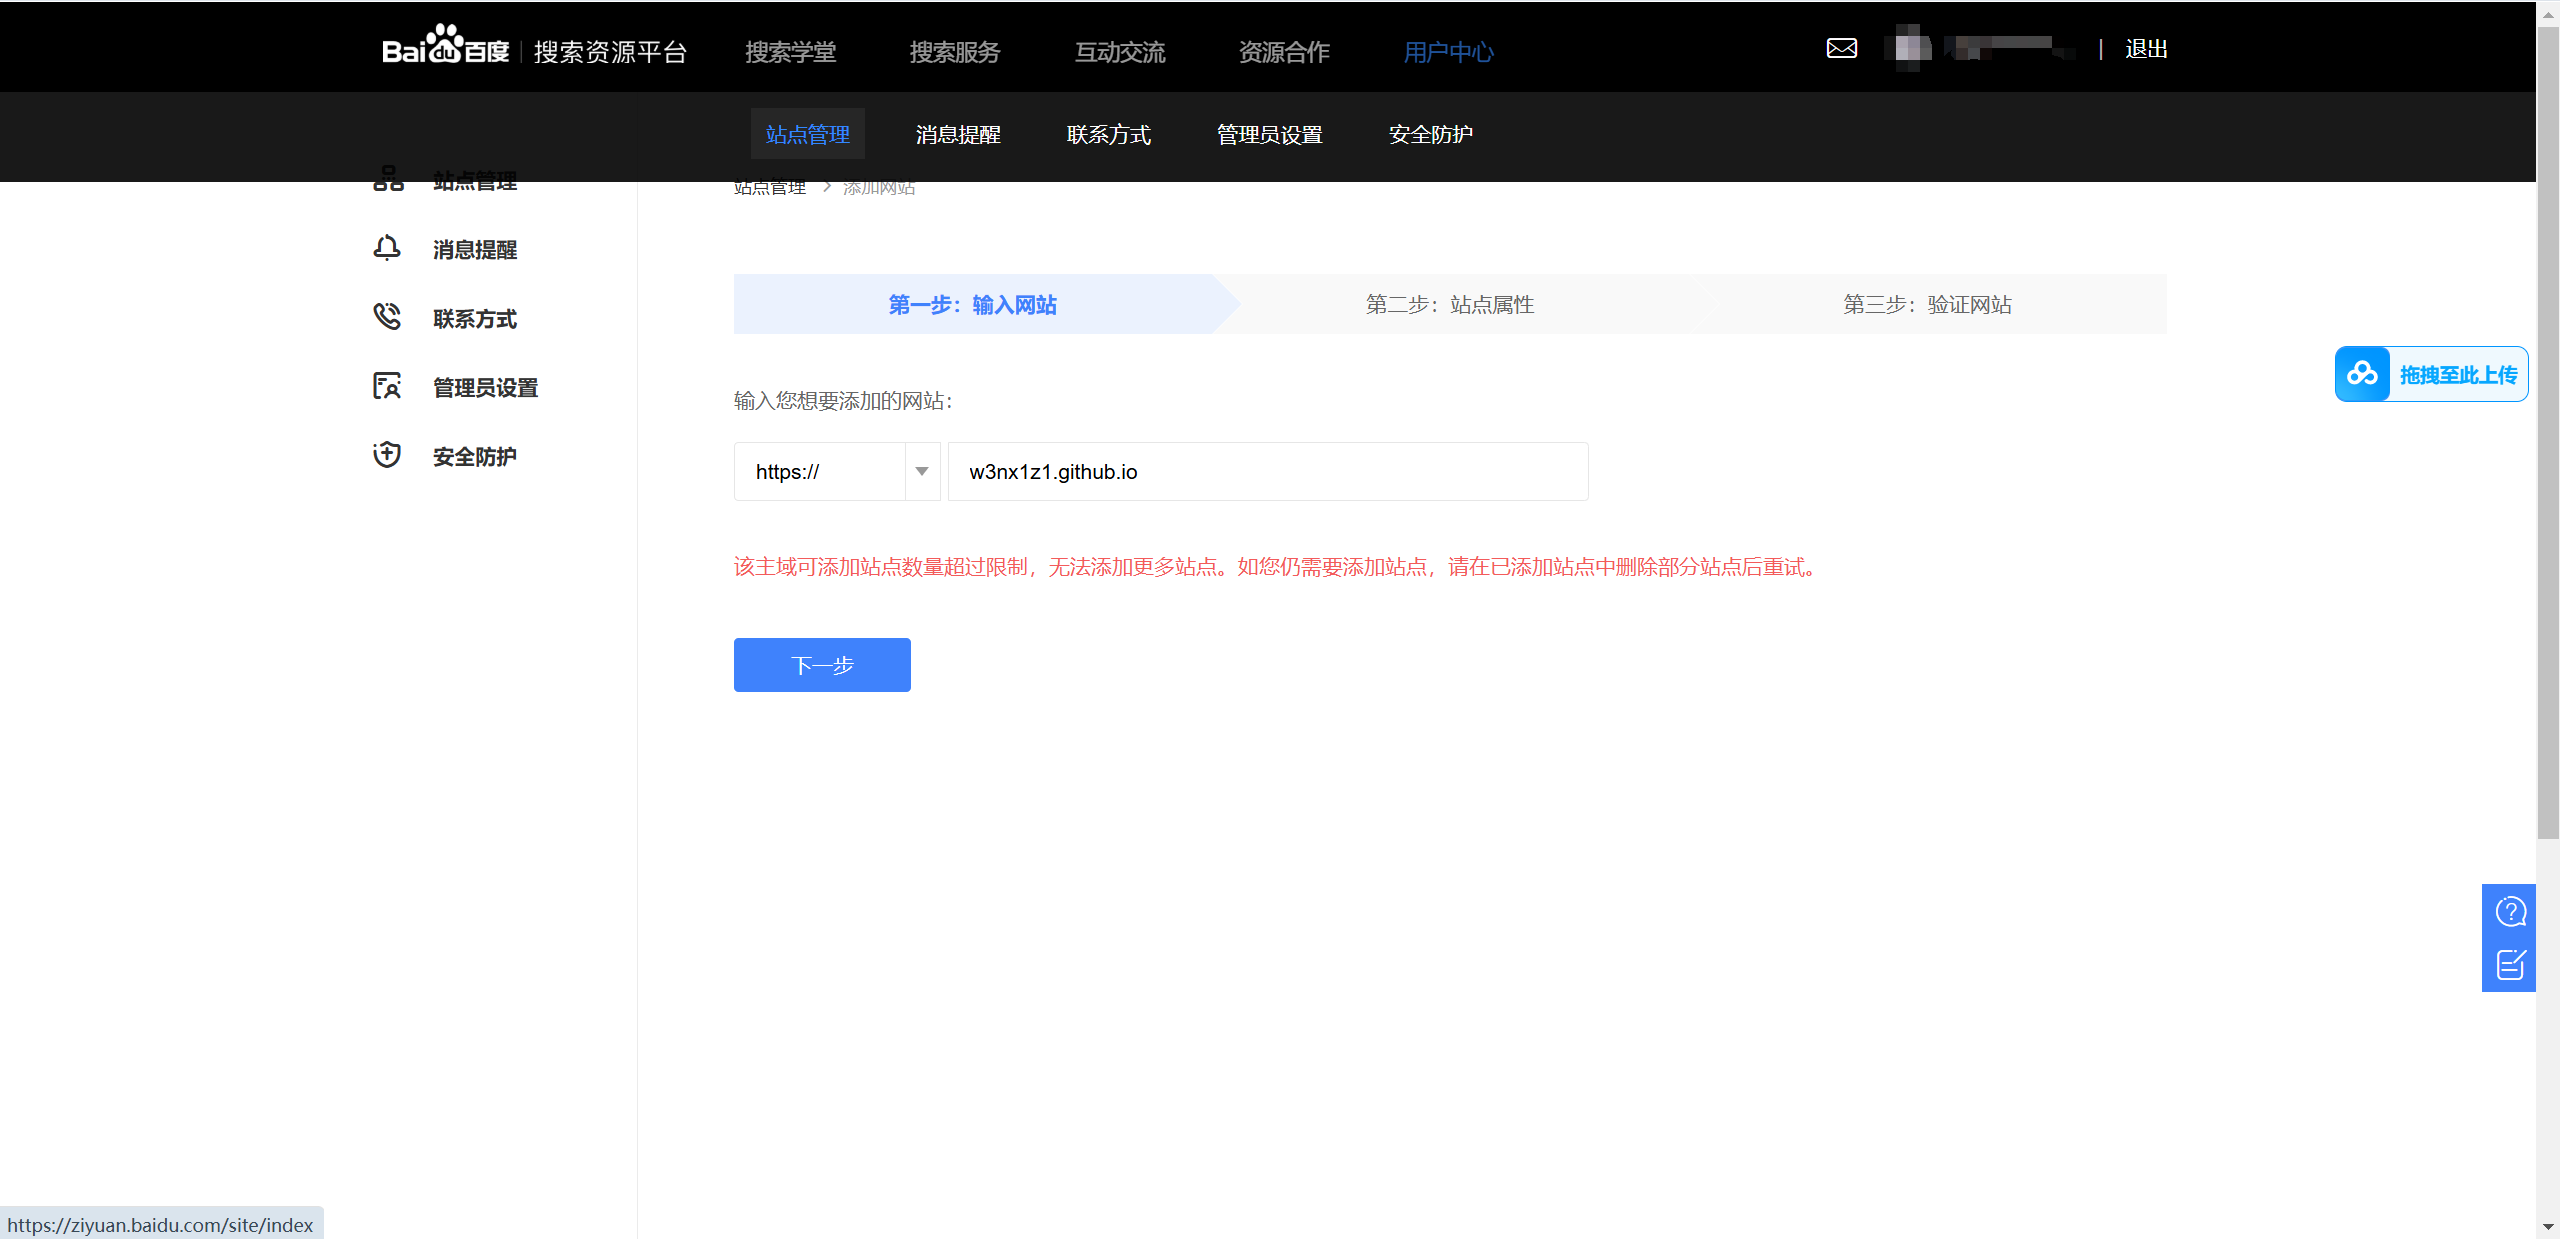 Bai du 百度 | 搜索资源平台 搜索学堂 搜索服务 互动交流 资源合作 用户中心 | 退出
站点管理 消息提醒 联系方式 管理员设置 安全防护
站点管理
消息提醒
联系方式
管理员设置
安全防护
站点管理 > 添加网站
第一步：输入网站 第二步：站点属性 第三步：验证网站
输入您想要添加的网站：
https:// w3nx1z1.github.io
该主域可添加站点数量超过限制，无法添加更多站点。如您仍需要添加站点，请在已添加站点中删除部分站点后重试。
下一步
拖拽至此上传
https://ziyuan.baidu.com/site/index